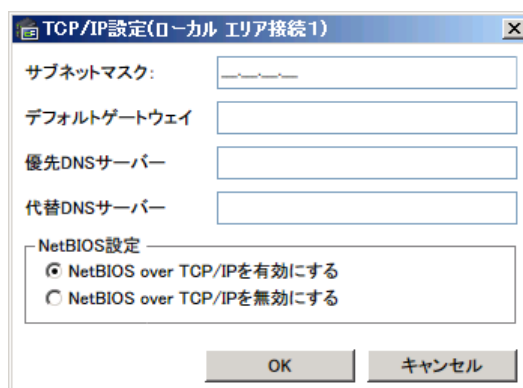 TCP/IP設定(ローカル エリア接続1)
サブネットマスク: __.__.__.__
デフォルトゲートウェイ
優先DNSサーバー
代替DNSサーバー
NetBIOS設定
NetBIOS over TCP/IPを有効にする
NetBIOS over TCP/IPを無効にする
OK キャンセル